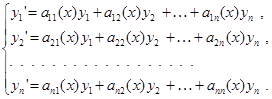 y₁' = a₁₁(x)y₁ + a₁₂(x)y₂ + …+ a₁ₙ(x)yₙ ,
y₂' = a₂₁(x)y₁ + a₂₂(x)y₂ + …+ a₂ₙ(x)yₙ ,
. . . . . . . . . . . . . . . . . .
yₙ' = aₙ₁(x)y₁ + aₙ₂(x)y₂ + …+ aₙₙ(x)yₙ ,